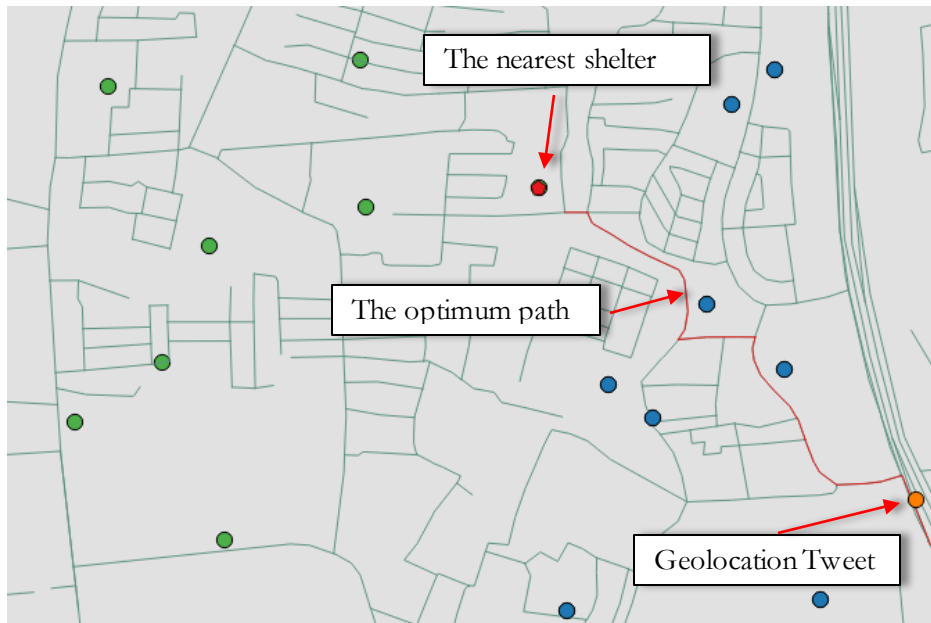 The nearest shelter
The optimum path
Geolocation Tweet